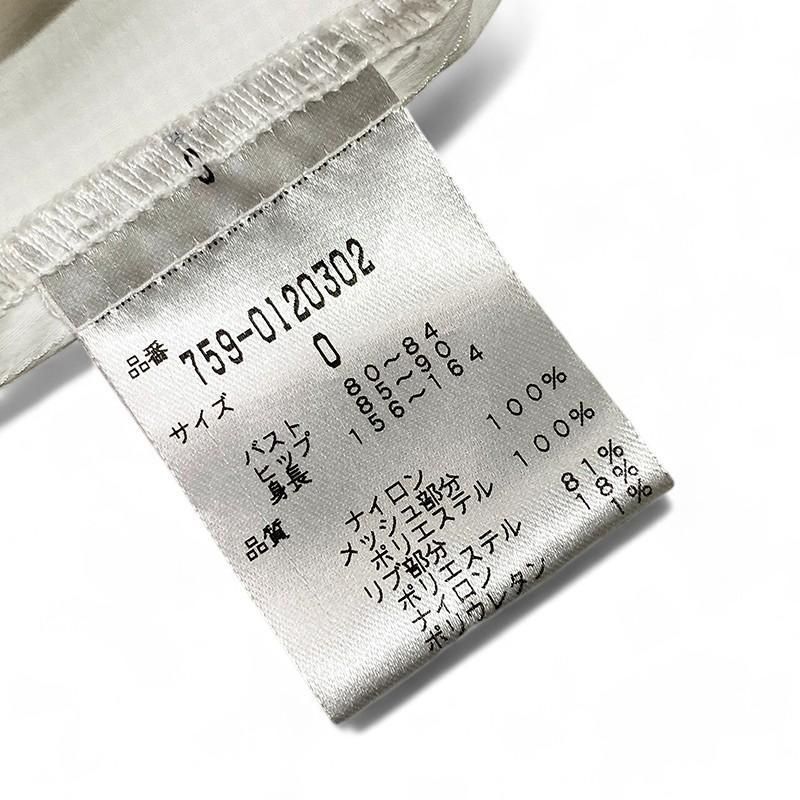 0
品番 759-0120302
サイズ 0
バスト 80～84
ヒップ 85～90
身長 156～164
品質 ナイロン 100%
メッシュ部分
ポリエステル 100%
リブ部分
ポリエステル 81%
ナイロン 18%
ポリウレタン 1%